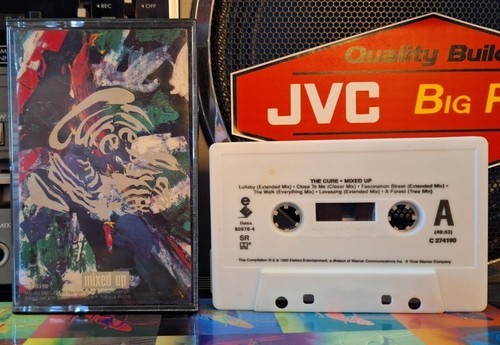 REC
OFF
Quality Buil
JVC
BIG
Cure
mixed up
THE CURE • MIXED UP
Lullaby (Extended Mix) • Close To Me (Closer Mix) • Fascination Street (Extended Mix) •
The Walk (Everything Mix) • Lovesong (Extended Mix) • A Forest (Tree Mix)
Elektra
60978-4
SR
A
(49:03)
C 274180
This Compilation ℗ & © 1990 Elektra Entertainment, a division of Warner Communications Inc. A Time Warner Company